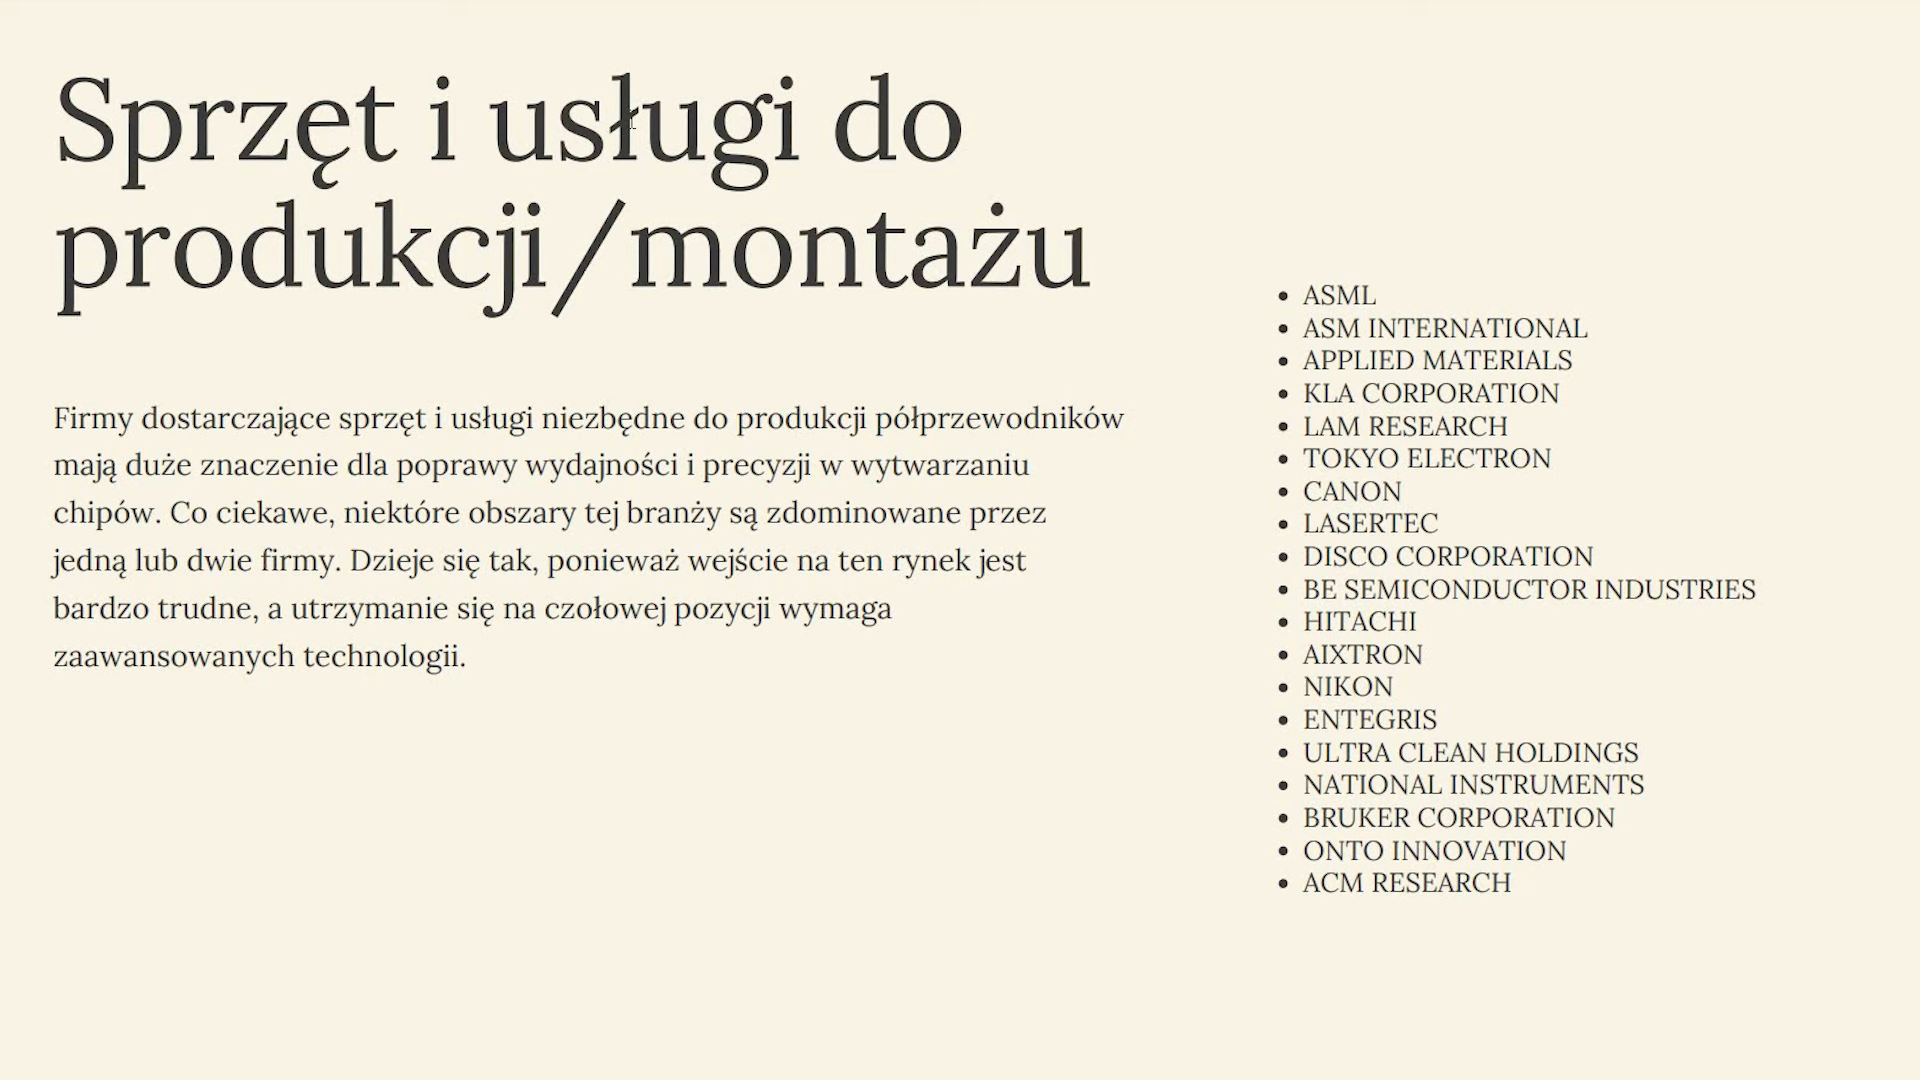 Sprzęt i usługi do
produkcji/montażu
Firmy dostarczające sprzęt i usługi niezbędne do produkcji półprzewodników
mają duże znaczenie dla poprawy wydajności i precyzji w wytwarzaniu
chipów. Co ciekawe, niektóre obszary tej branży są zdominowane przez
jedną lub dwie firmy. Dzieje się tak, ponieważ wejście na ten rynek jest
bardzo trudne, a utrzymanie się na czołowej pozycji wymaga
zaawansowanych technologii.
• ASML
• ASM INTERNATIONAL
• APPLIED MATERIALS
• KLA CORPORATION
• LAM RESEARCH
• TOKYO ELECTRON
• CANON
• LASERTEC
• DISCO CORPORATION
• BE SEMICONDUCTOR INDUSTRIES
• HITACHI
• AIXTRON
• NIKON
• ENTEGRIS
• ULTRA CLEAN HOLDINGS
• NATIONAL INSTRUMENTS
• BRUKER CORPORATION
• ONTO INNOVATION
• ACM RESEARCH